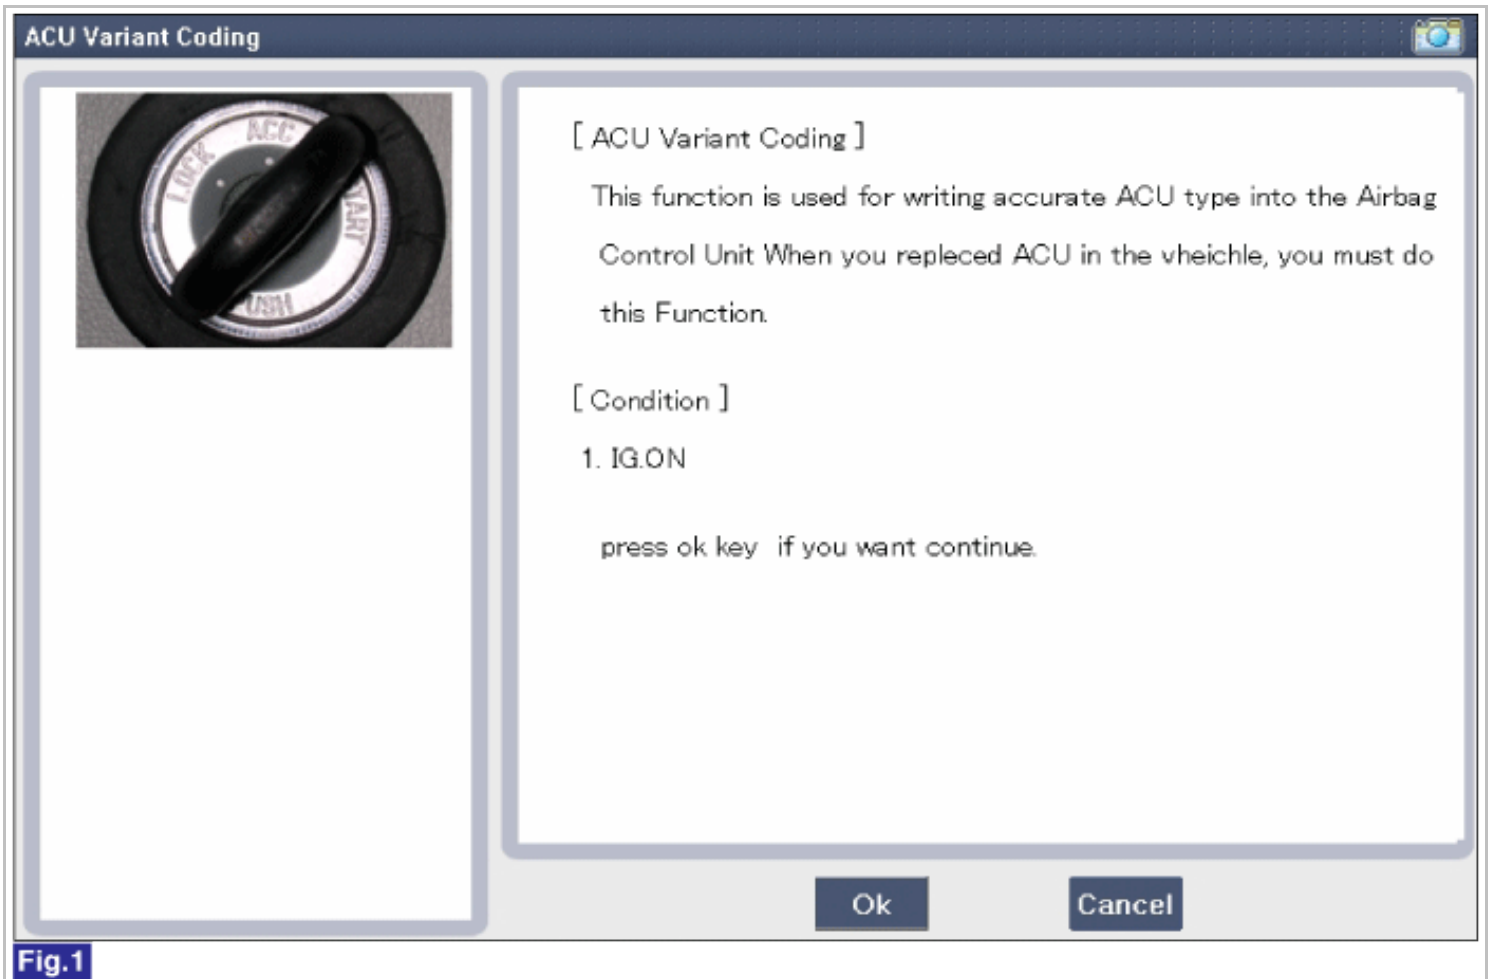 ACU Variant Coding
ACC
LOCK
START
PUSH
[ ACU Variant Coding ]
This function is used for writing accurate ACU type into the Airbag
Control Unit When you repleced ACU in the vheichle, you must do
this Function.
[ Condition ]
1. IG.ON
press ok key if you want continue.
Ok
Cancel
Fig.1